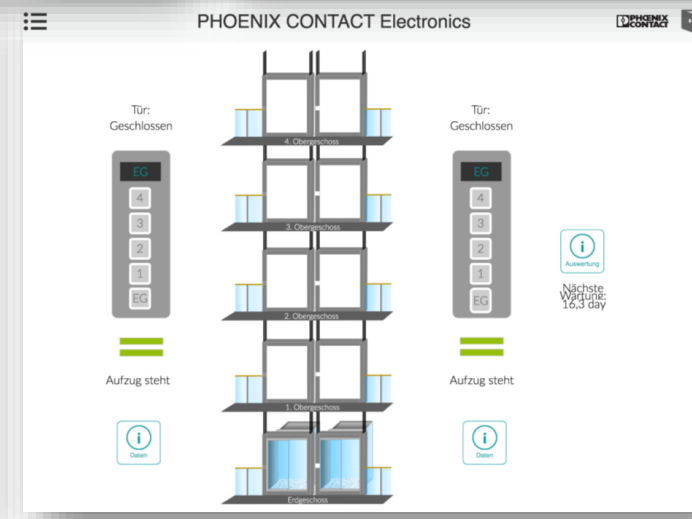 PHOENIX CONTACT Electronics
PHŒNIX
CONTACT
Tür:
Geschlossen
EG
4
3
2
1
EG
Aufzug steht
i
Daten
4. Obergeschoss
3. Obergeschoss
2. Obergeschoss
1. Obergeschoss
Erdgeschoss
Tür:
Geschlossen
EG
4
3
2
1
EG
Aufzug steht
i
Daten
i
Auswertung
Nächste
Wartung:
16,3 day